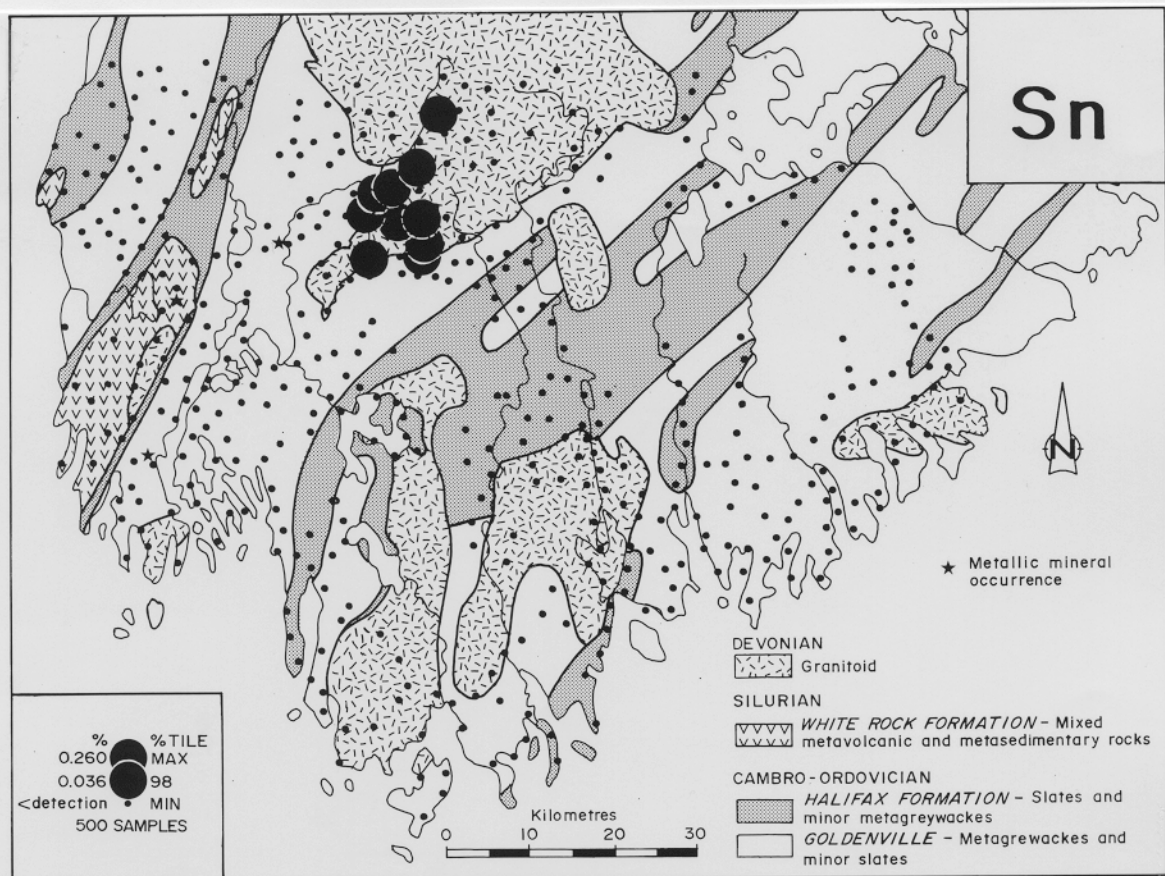 Sn
N
★ Metallic mineral
occurrence
DEVONIAN
Granitoid
SILURIAN
WHITE ROCK FORMATION – Mixed
metavolcanic and metasedimentary rocks
CAMBRO-ORDOVICIAN
HALIFAX FORMATION – Slates and
minor metagreywackes
GOLDENVILLE – Metagrewackes and
minor slates
% %TILE
0.260 MAX
0.036 98
<detection MIN
500 SAMPLES
Kilometres
0 10 20 30